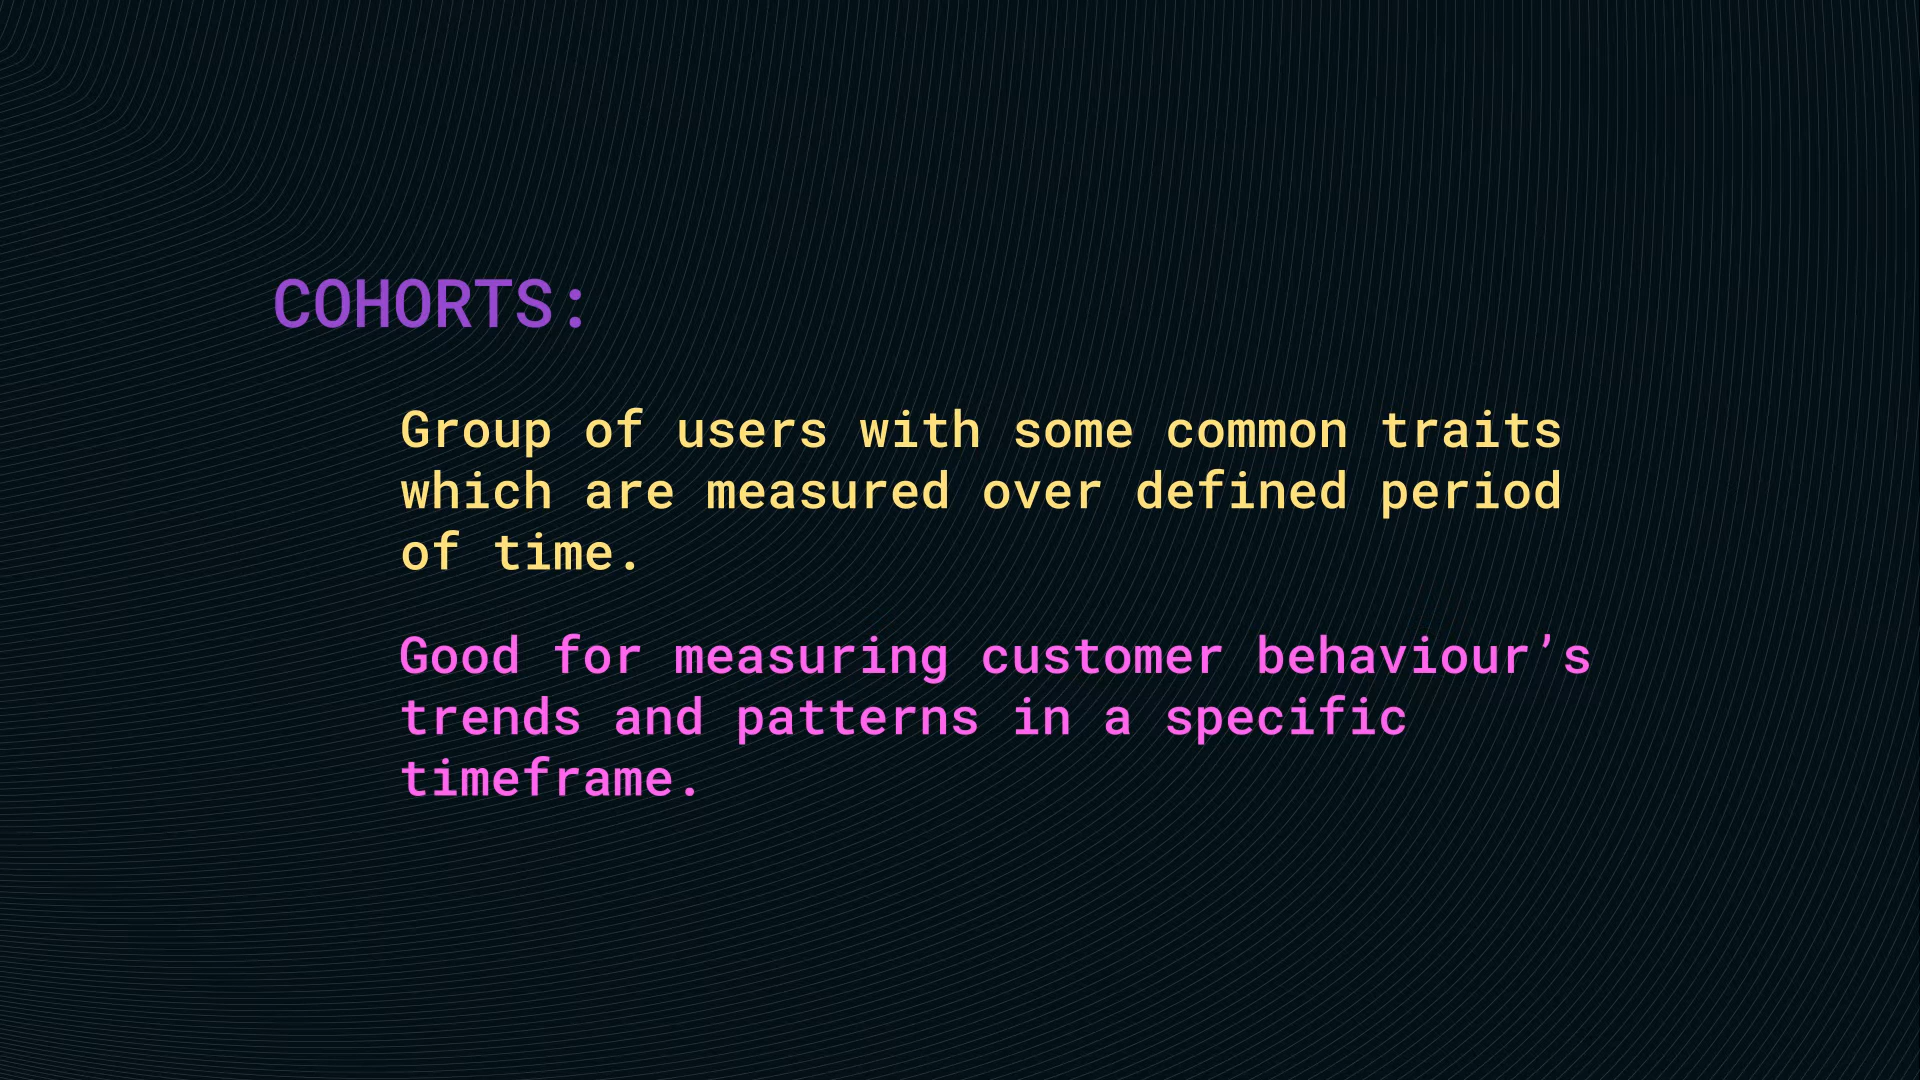 COHORTS:
Group of users with some common traits
which are measured over defined period
of time.
Good for measuring customer behaviour’s
trends and patterns in a specific
timeframe.